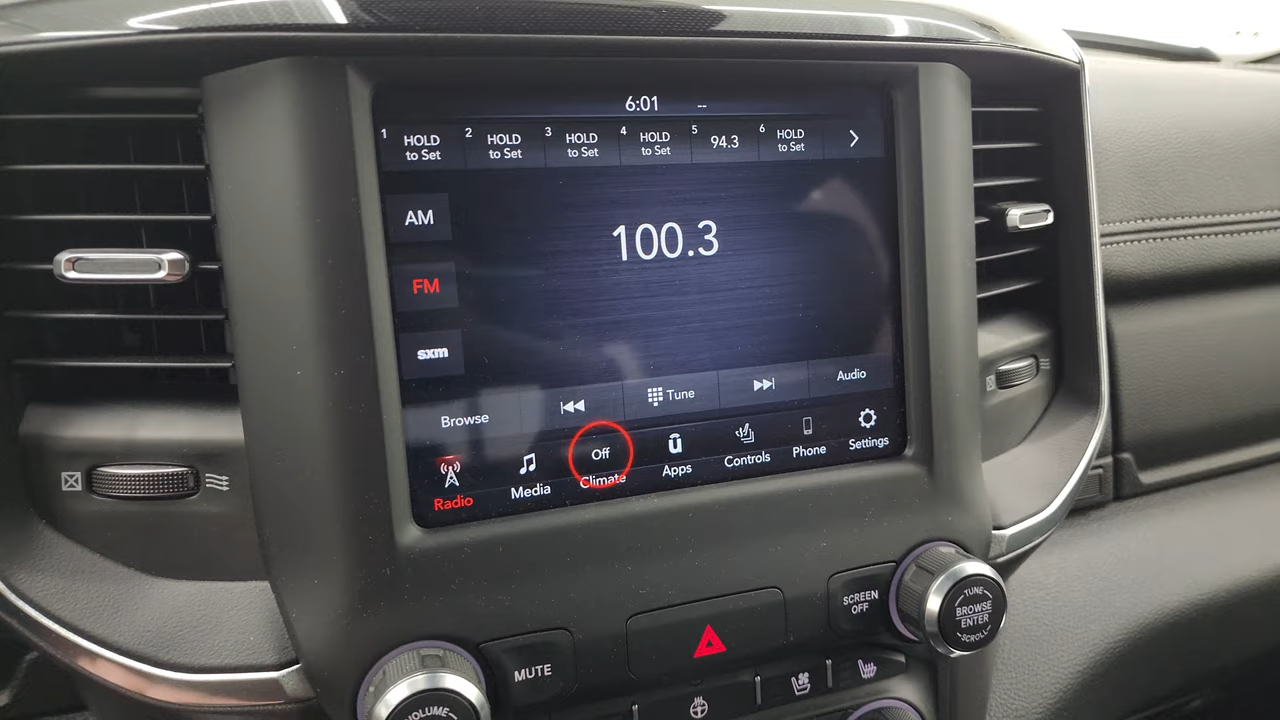 6:01 --
1 HOLD to Set
2 HOLD to Set
3 HOLD to Set
4 HOLD to Set
5 94.3
6 HOLD to Set
AM
100.3
FM
sxm
Browse
Tune
Audio
Radio
Media
Off
Climate
Apps
Controls
Phone
Settings
SCREEN
OFF
TUNE
BROWSE
ENTER
SCROLL
MUTE
VOLUME